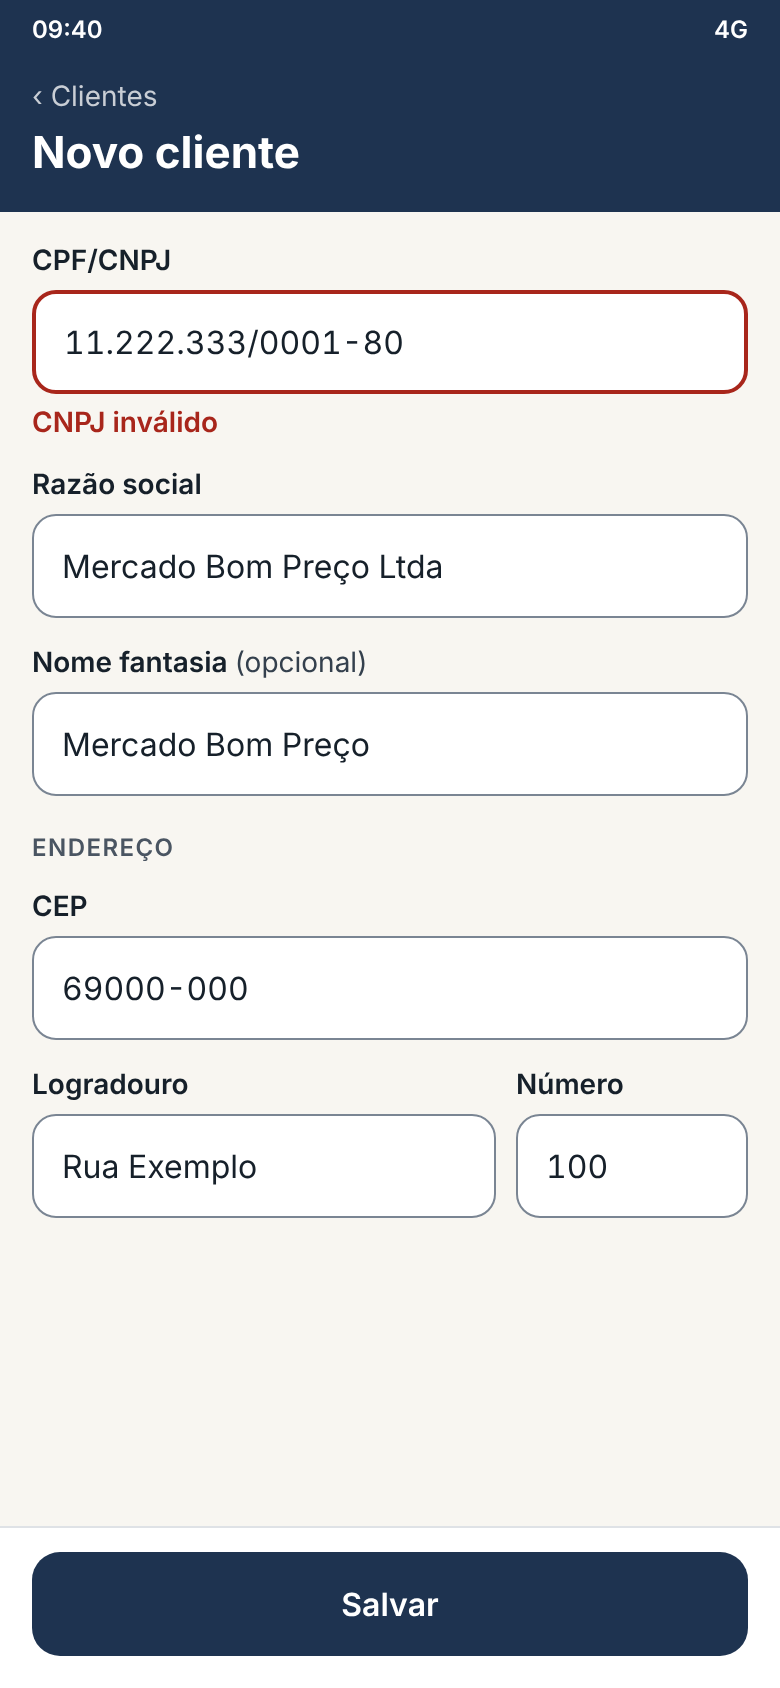 09:40 4G
‹ Clientes
Novo cliente
CPF/CNPJ
11.222.333/0001-80
CNPJ inválido
Razão social
Mercado Bom Preço Ltda
Nome fantasia (opcional)
Mercado Bom Preço
ENDEREÇO
CEP
69000-000
Logradouro Número
Rua Exemplo 100
Salvar